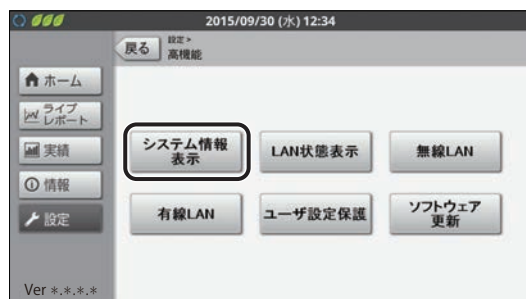 2015/09/30 (水) 12:34
戻る
設定 >
高機能
ホーム
ライブ
レポート
実績
情報
設定
システム情報
表示
LAN状態表示
無線LAN
有線LAN
ユーザ設定保護
ソフトウェア
更新
Ver *.*.*.*